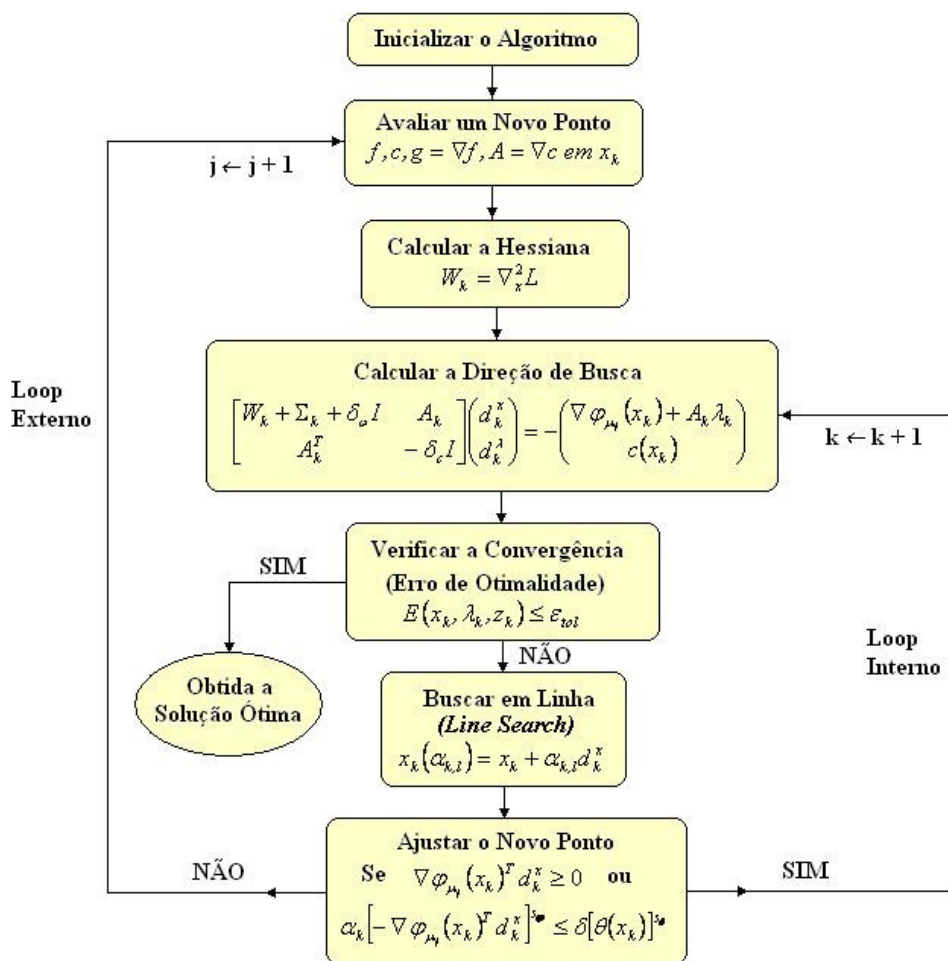 Inicializar o Algoritmo
Avaliar um Novo Ponto
f, c, g = ∇f, A = ∇c em x_k
j ← j + 1
Calcular a Hessiana
W_k = ∇²_x L
Calcular a Direção de Busca
[W_k + Σ_k + δ_ω I   A_k; A_k^T   - δ_c I] (d_k^x; d_k^λ) = -(∇φ_μj(x_k) + A_k λ_k; c(x_k))
Loop
Externo
k ← k + 1
Verificar a Convergência
(Erro de Otimalidade)
E(x_k, λ_k, z_k) ≤ ε_tol
SIM
NÃO
Loop
Interno
Obtida a
Solução Ótima
Buscar em Linha
(Line Search)
x_k(α_k,l) = x_k + α_k,l d_k^x
Ajustar o Novo Ponto
Se ∇φ_μj(x_k)^T d_k^x ≥ 0 ou
α_k[-∇φ_μj(x_k)^T d_k^x]^sφ ≤ δ[θ(x_k)]^sθ
NÃO
SIM